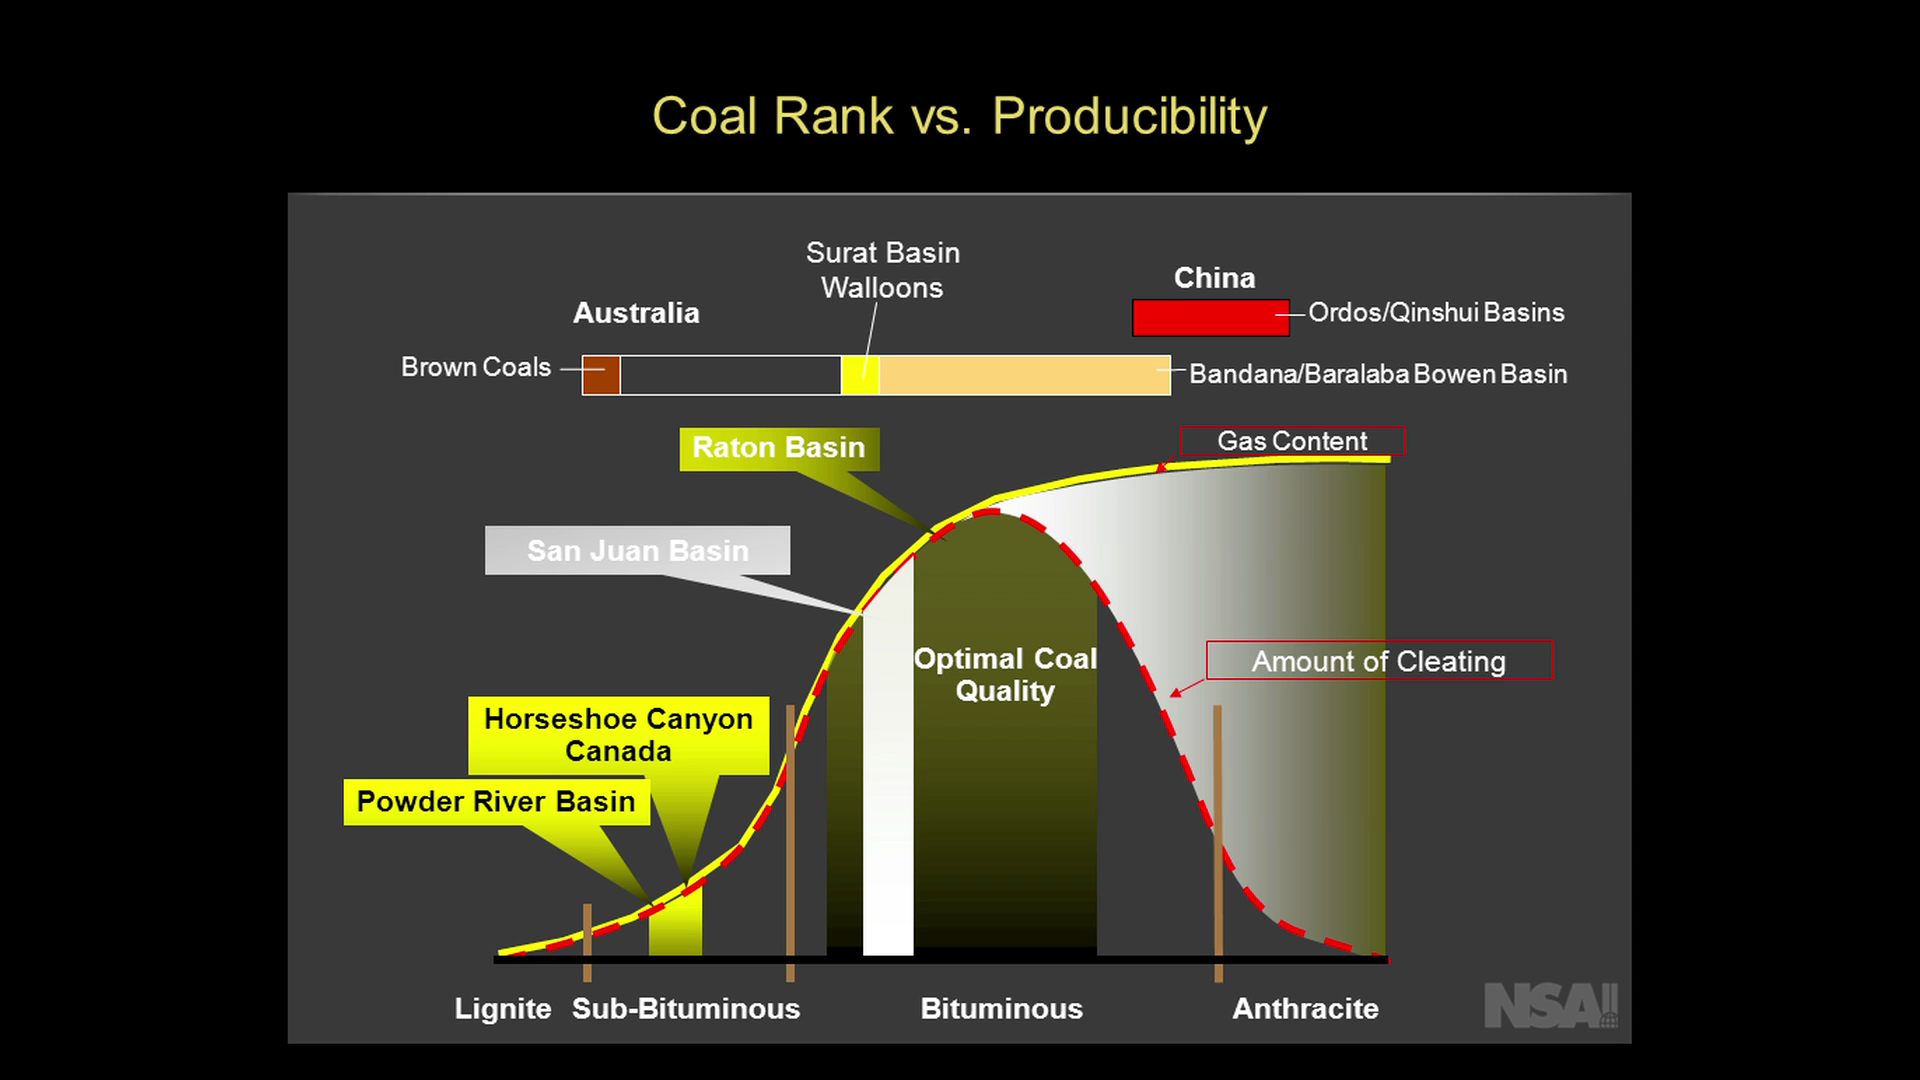 Coal Rank vs. Producibility
Surat Basin
Walloons
China
Australia
Ordos/Qinshui Basins
Brown Coals
Bandana/Baralaba Bowen Basin
Raton Basin
Gas Content
San Juan Basin
Optimal Coal
Quality
Amount of Cleating
Horseshoe Canyon
Canada
Powder River Basin
Lignite
Sub-Bituminous
Bituminous
Anthracite
NSAI